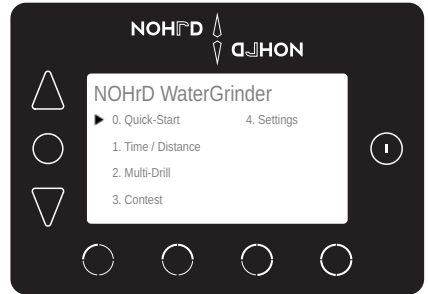 NOHrD
NOHrD
NOHrD WaterGrinder
0. Quick-Start 4. Settings
1. Time / Distance
2. Multi-Drill
3. Contest